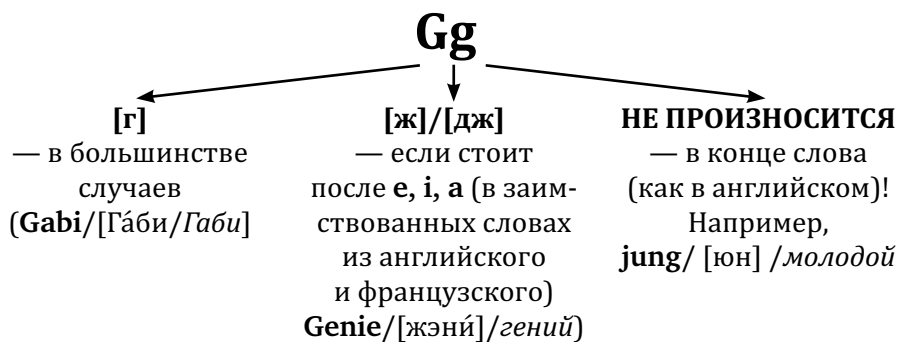 Gg
[г]
— в большинстве
случаев
(Gabi/[Га́би/Габи]
[ж]/[дж]
— если стоит
после e, i, a (в заим-
ствованных словах
из английского
и французского)
Genie/[жэни́]/гений)
НЕ ПРОИЗНОСИТСЯ
— в конце слова
(как в английском)!
Например,
jung/ [юн] /молодой